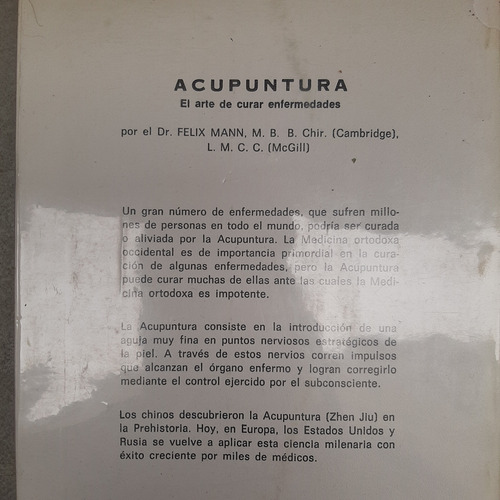 ACUPUNTURA
El arte de curar enfermedades
por el Dr. FELIX MANN, M. B. B. Chir. (Cambridge),
L. M. C. C. (McGill)
Un gran número de enfermedades, que sufren millo-
nes de personas en todo el mundo, podría ser curada
o aliviada por la Acupuntura. La Medicina ortodoxa
occidental es de importancia primordial en la cura-
ción de algunas enfermedades, pero la Acupuntura
puede curar muchas de ellas ante las cuales la Medi-
cina ortodoxa es impotente.
La Acupuntura consiste en la introducción de una
aguja muy fina en puntos nerviosos estratégicos de
la piel. A través de estos nervios corren impulsos
que alcanzan el órgano enfermo y logran corregirlo
mediante el control ejercido por el subconsciente.
Los chinos descubrieron la Acupuntura (Zhen Jiu) en
la Prehistoria. Hoy, en Europa, los Estados Unidos y
Rusia se vuelve a aplicar esta ciencia milenaria con
éxito creciente por miles de médicos.